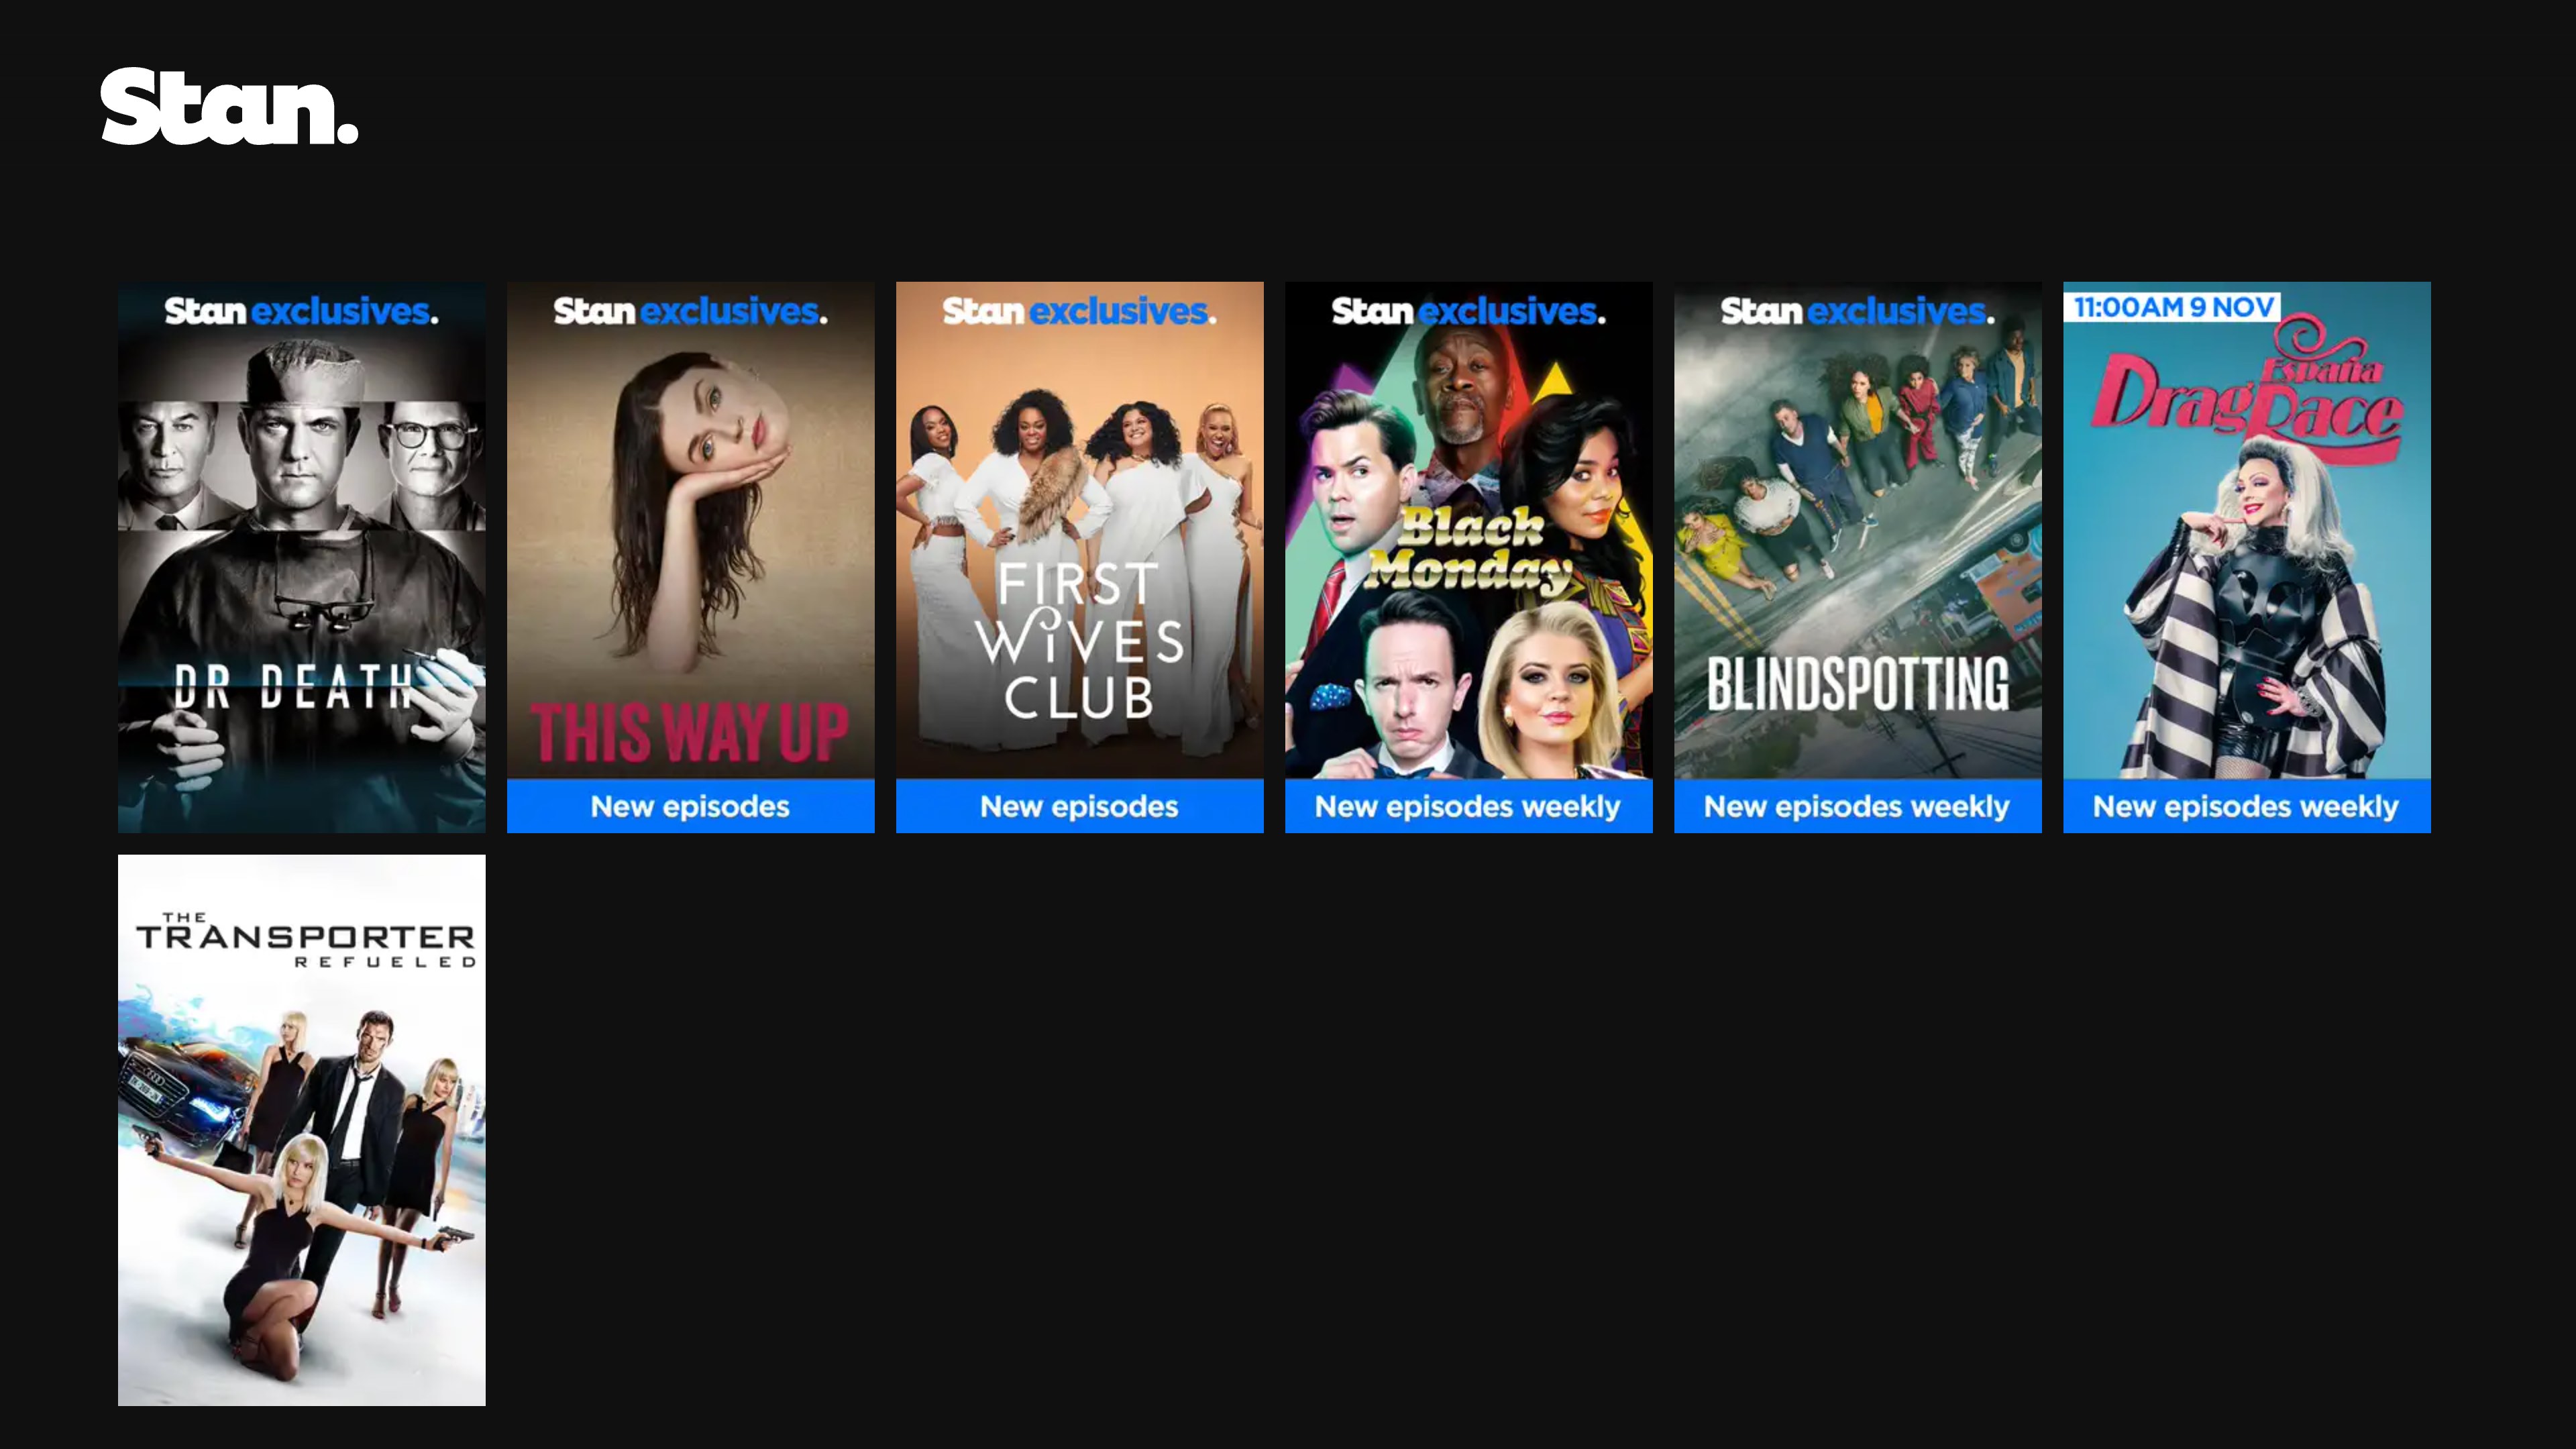 Stan.
Stan exclusives.
DR DEATH
Stan exclusives.
THIS WAY UP
New episodes
Stan exclusives.
FIRST
WiVES
CLUB
New episodes
Stan exclusives.
Black
Monday
New episodes weekly
Stan exclusives.
BLINDSPOTTING
New episodes weekly
11:00AM 9 NOV
España
Drag Race
New episodes weekly
THE
TRANSPORTER
REFUELED